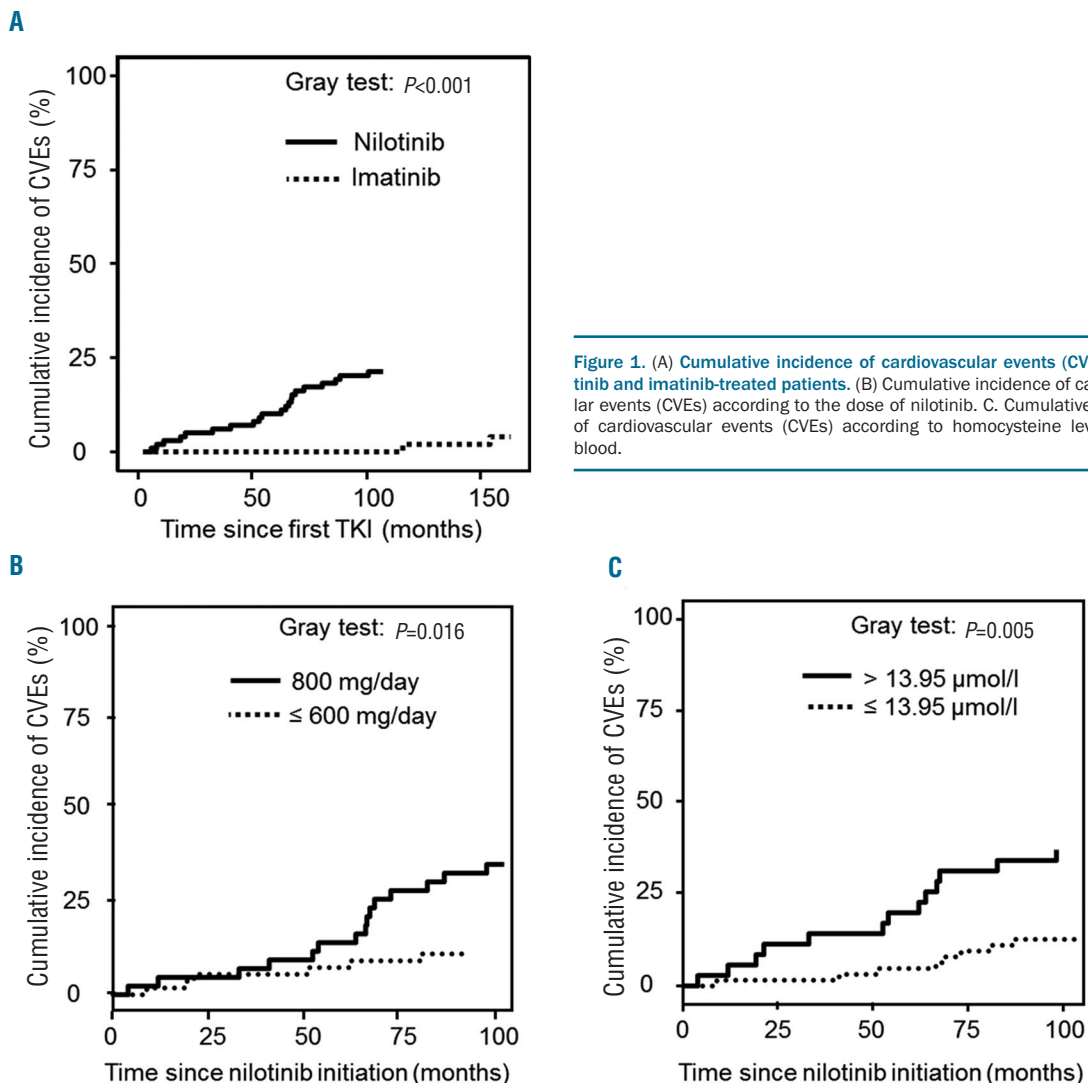 A
Cumulative incidence of CVEs (%)
100
75
50
25
0
Gray test: P<0.001
Nilotinib
Imatinib
0 50 100 150
Time since first TKI (months)
Figure 1. (A) Cumulative incidence of cardiovascular events (CV
tinib and imatinib-treated patients. (B) Cumulative incidence of ca
lar events (CVEs) according to the dose of nilotinib. C. Cumulative
of cardiovascular events (CVEs) according to homocysteine lev
blood.
B
Cumulative incidence of CVEs (%)
100
75
50
25
0
Gray test: P=0.016
800 mg/day
≤ 600 mg/day
0 25 50 75 100
Time since nilotinib initiation (months)
C
Cumulative incidence of CVEs (%)
100
75
50
25
0
Gray test: P=0.005
> 13.95 µmol/l
≤ 13.95 µmol/l
0 25 50 75 100
Time since nilotinib initiation (months)